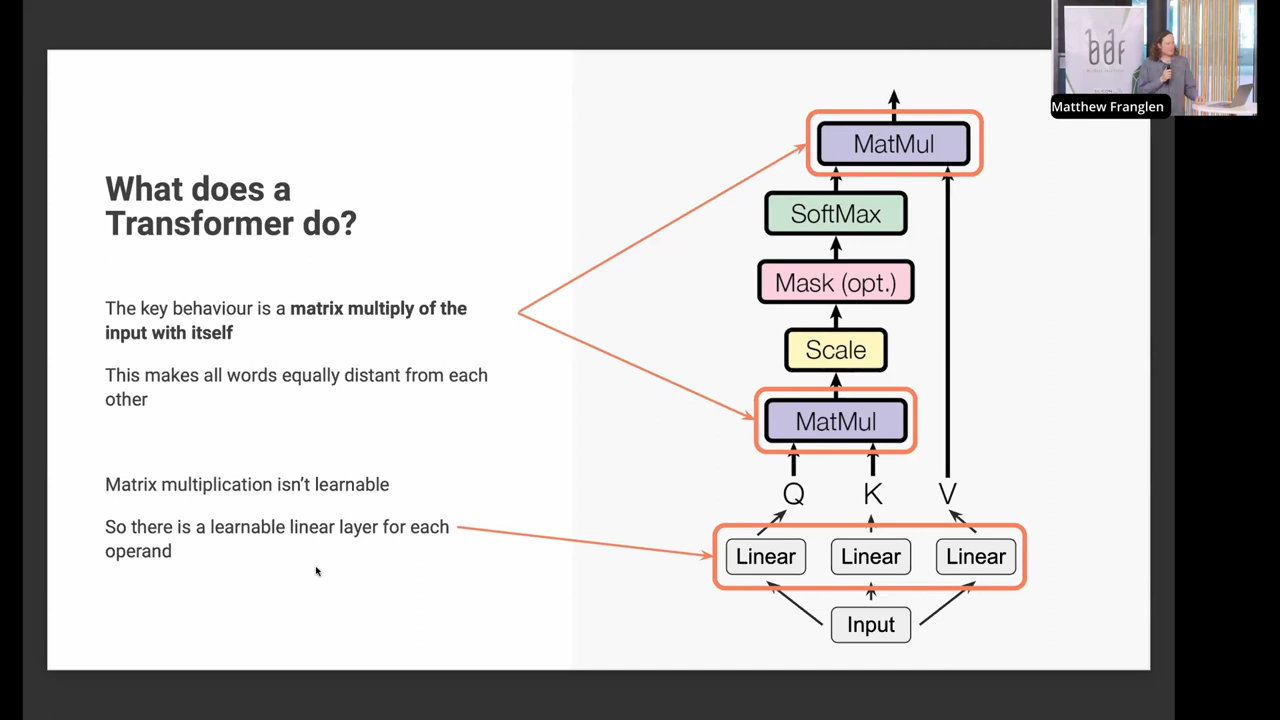 bdf
Matthew Franglen
What does a
Transformer do?
The key behaviour is a matrix multiply of the
input with itself
This makes all words equally distant from each
other
Matrix multiplication isn't learnable
So there is a learnable linear layer for each
operand
MatMul
SoftMax
Mask (opt.)
Scale
MatMul
Q K V
Linear Linear Linear
Input